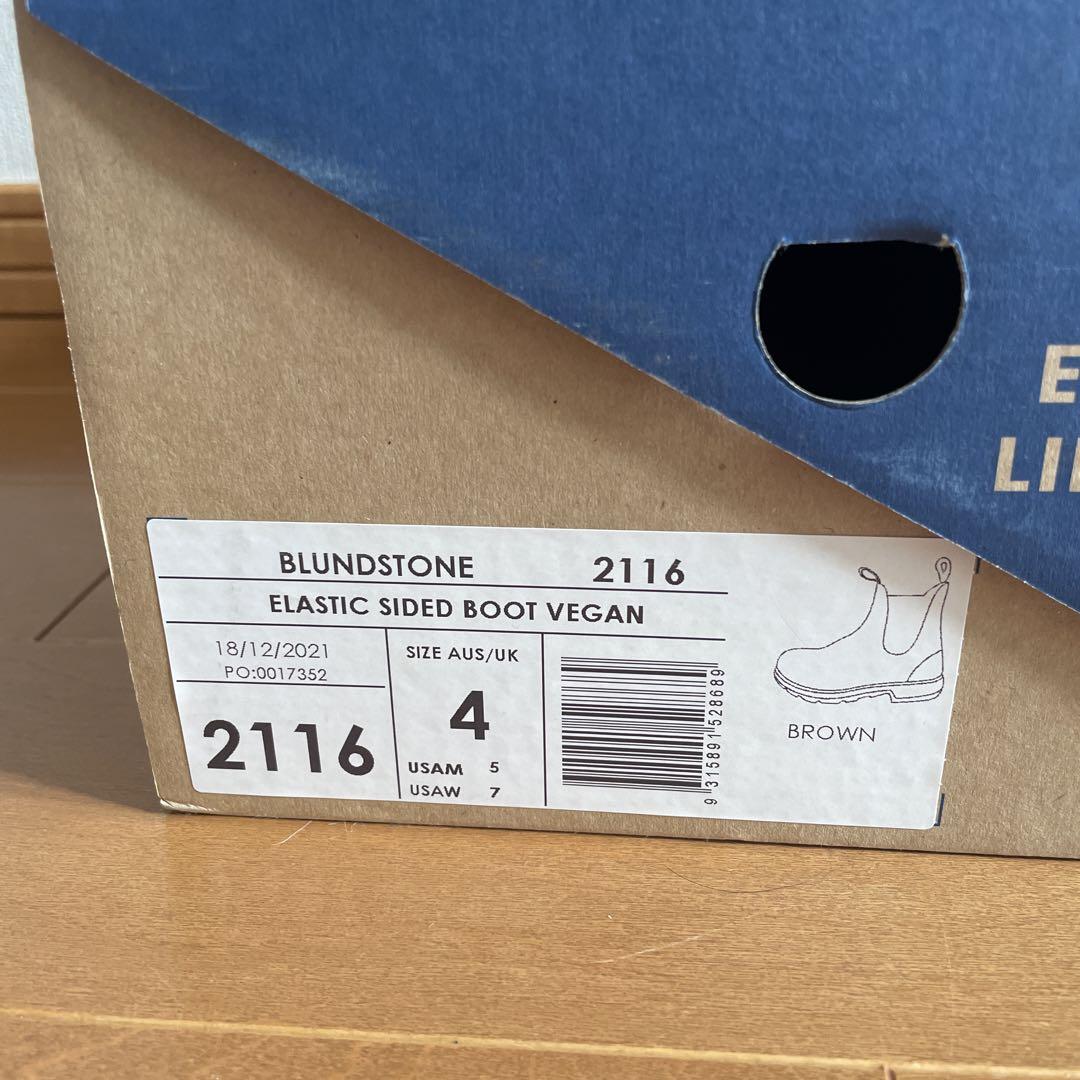 LI
BLUNDSTONE 2116
ELASTIC SIDED BOOT VEGAN
18/12/2021
PO:0017352
2116
SIZE AUS/UK
4
USAM 5
USAW 7
9 315891 528689
BROWN